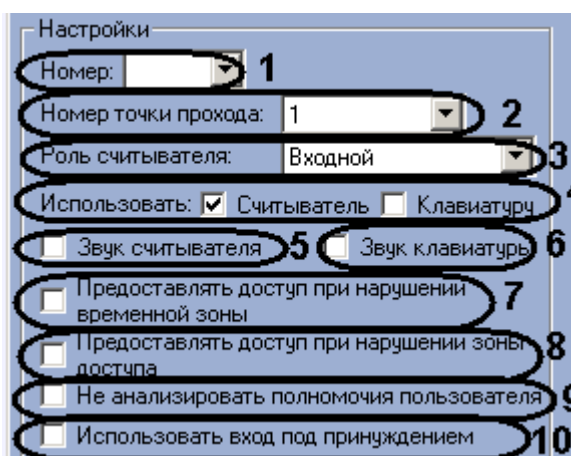 Настройки
Номер: 1
Номер точки прохода: 1 2
Роль считывателя: Входной 3
Использовать: Считыватель Клавиатуру 4
Звук считывателя 5 Звук клавиатуры 6
Предоставлять доступ при нарушении
временной зоны 7
Предоставлять доступ при нарушении зоны
доступа 8
Не анализировать полномочия пользователя 9
Использовать вход под принуждением 10